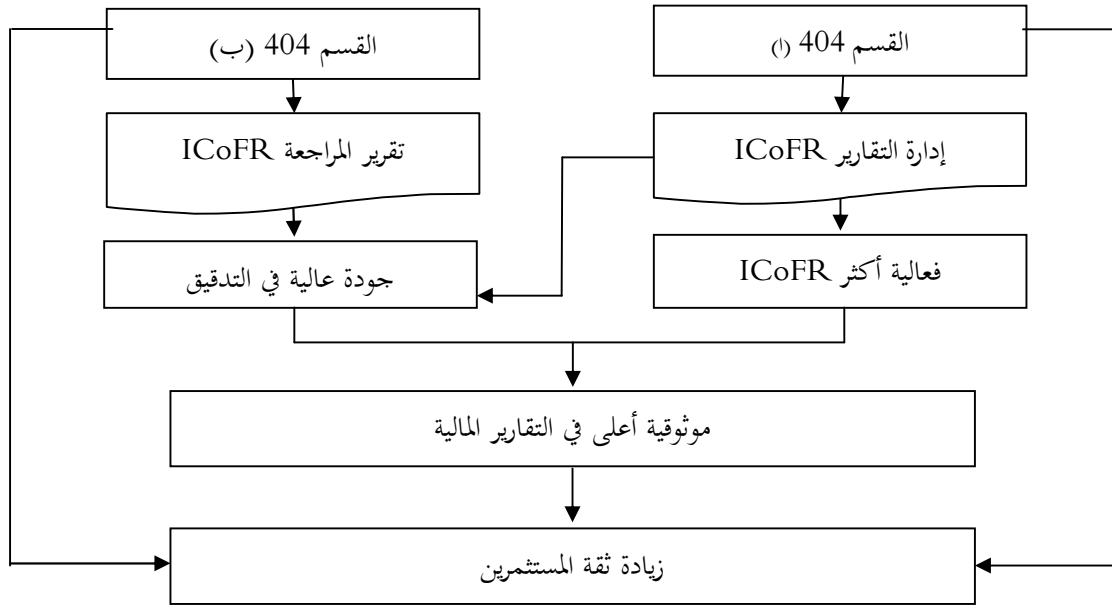 القسم 404 (ا)
القسم 404 (ب)
إدارة التقارير ICoFR
تقرير المراجعة ICoFR
فعالية أكثر ICoFR
جودة عالية في التدقيق
موثوقية أعلى في التقارير المالية
زيادة ثقة المستثمرين